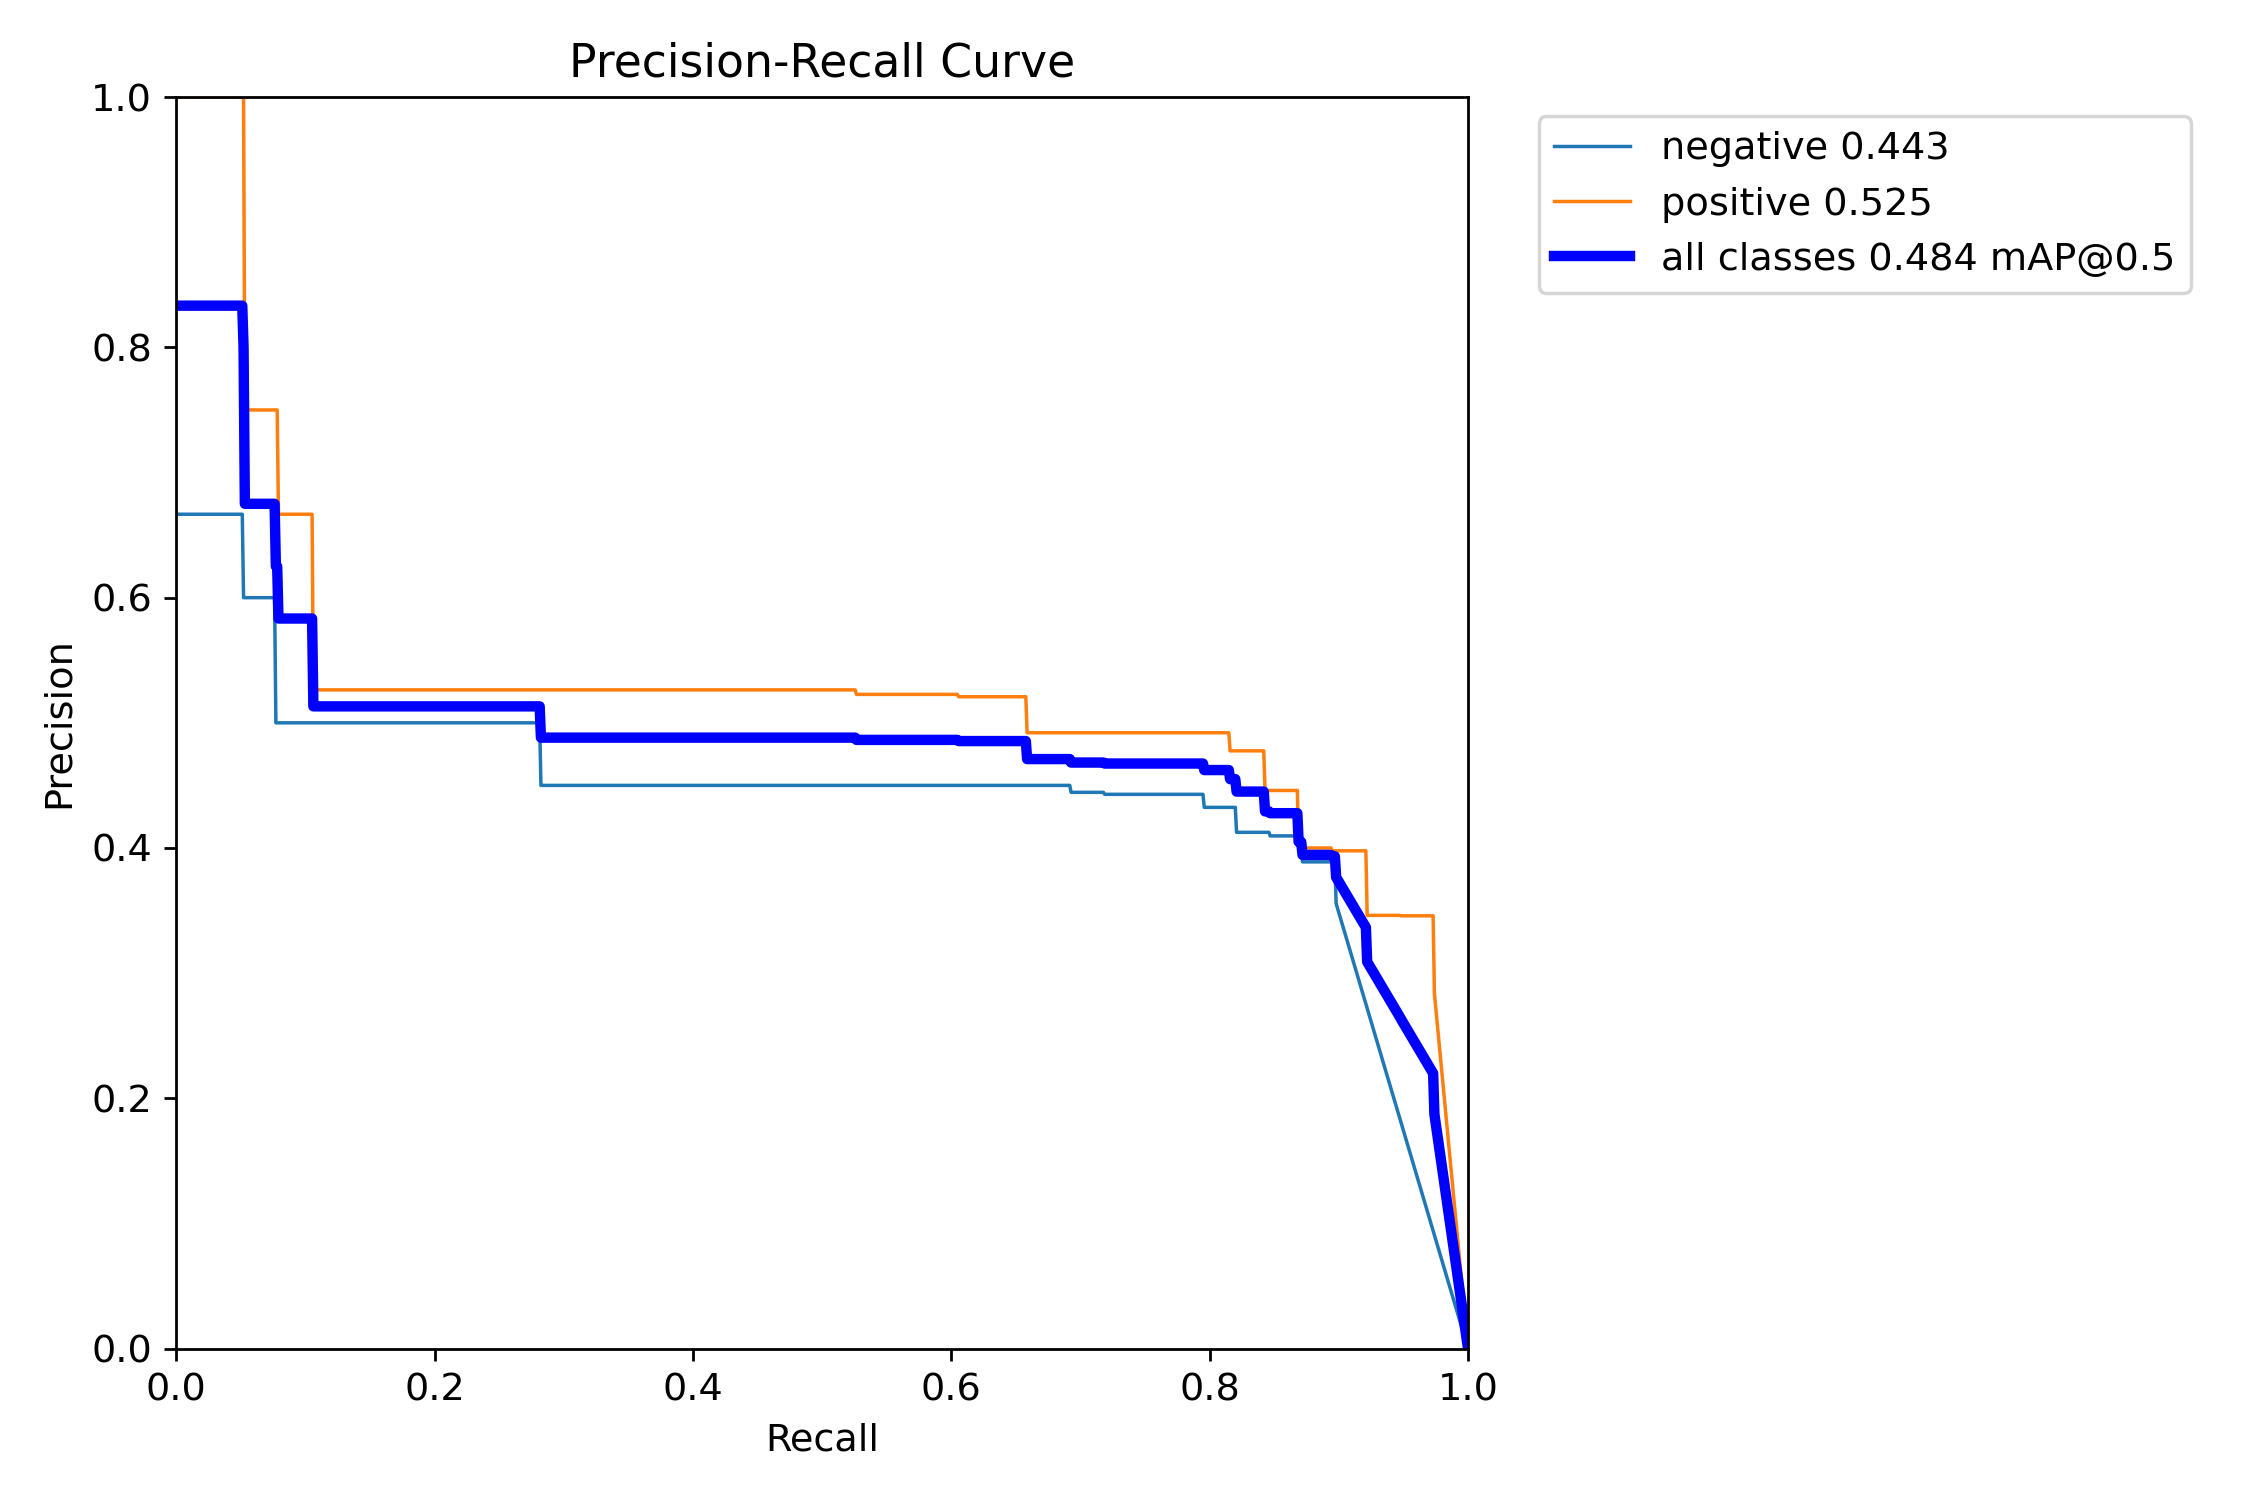 Precision-Recall Curve
negative 0.443
positive 0.525
all classes 0.484 mAP@0.5
Precision
1.0
0.8
0.6
0.4
0.2
0.0
0.0 0.2 0.4 0.6 0.8 1.0
Recall